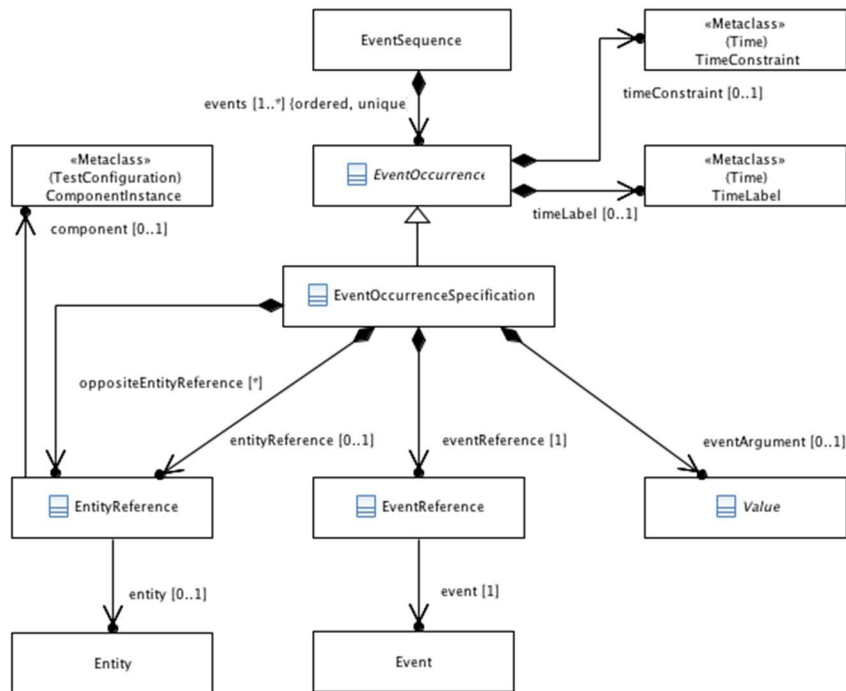 EventSequence
«Metaclass»
(Time)
TimeConstraint
timeConstraint [0..1]
events [1..*] {ordered, unique
«Metaclass»
(TestConfiguration)
ComponentInstance
EventOccurrence
«Metaclass»
(Time)
TimeLabel
timeLabel [0..1]
component [0..1]
EventOccurrenceSpecification
oppositeEntityReference [*]
entityReference [0..1]
eventReference [1]
eventArgument [0..1]
EntityReference
EventReference
Value
entity [0..1]
event [1]
Entity
Event